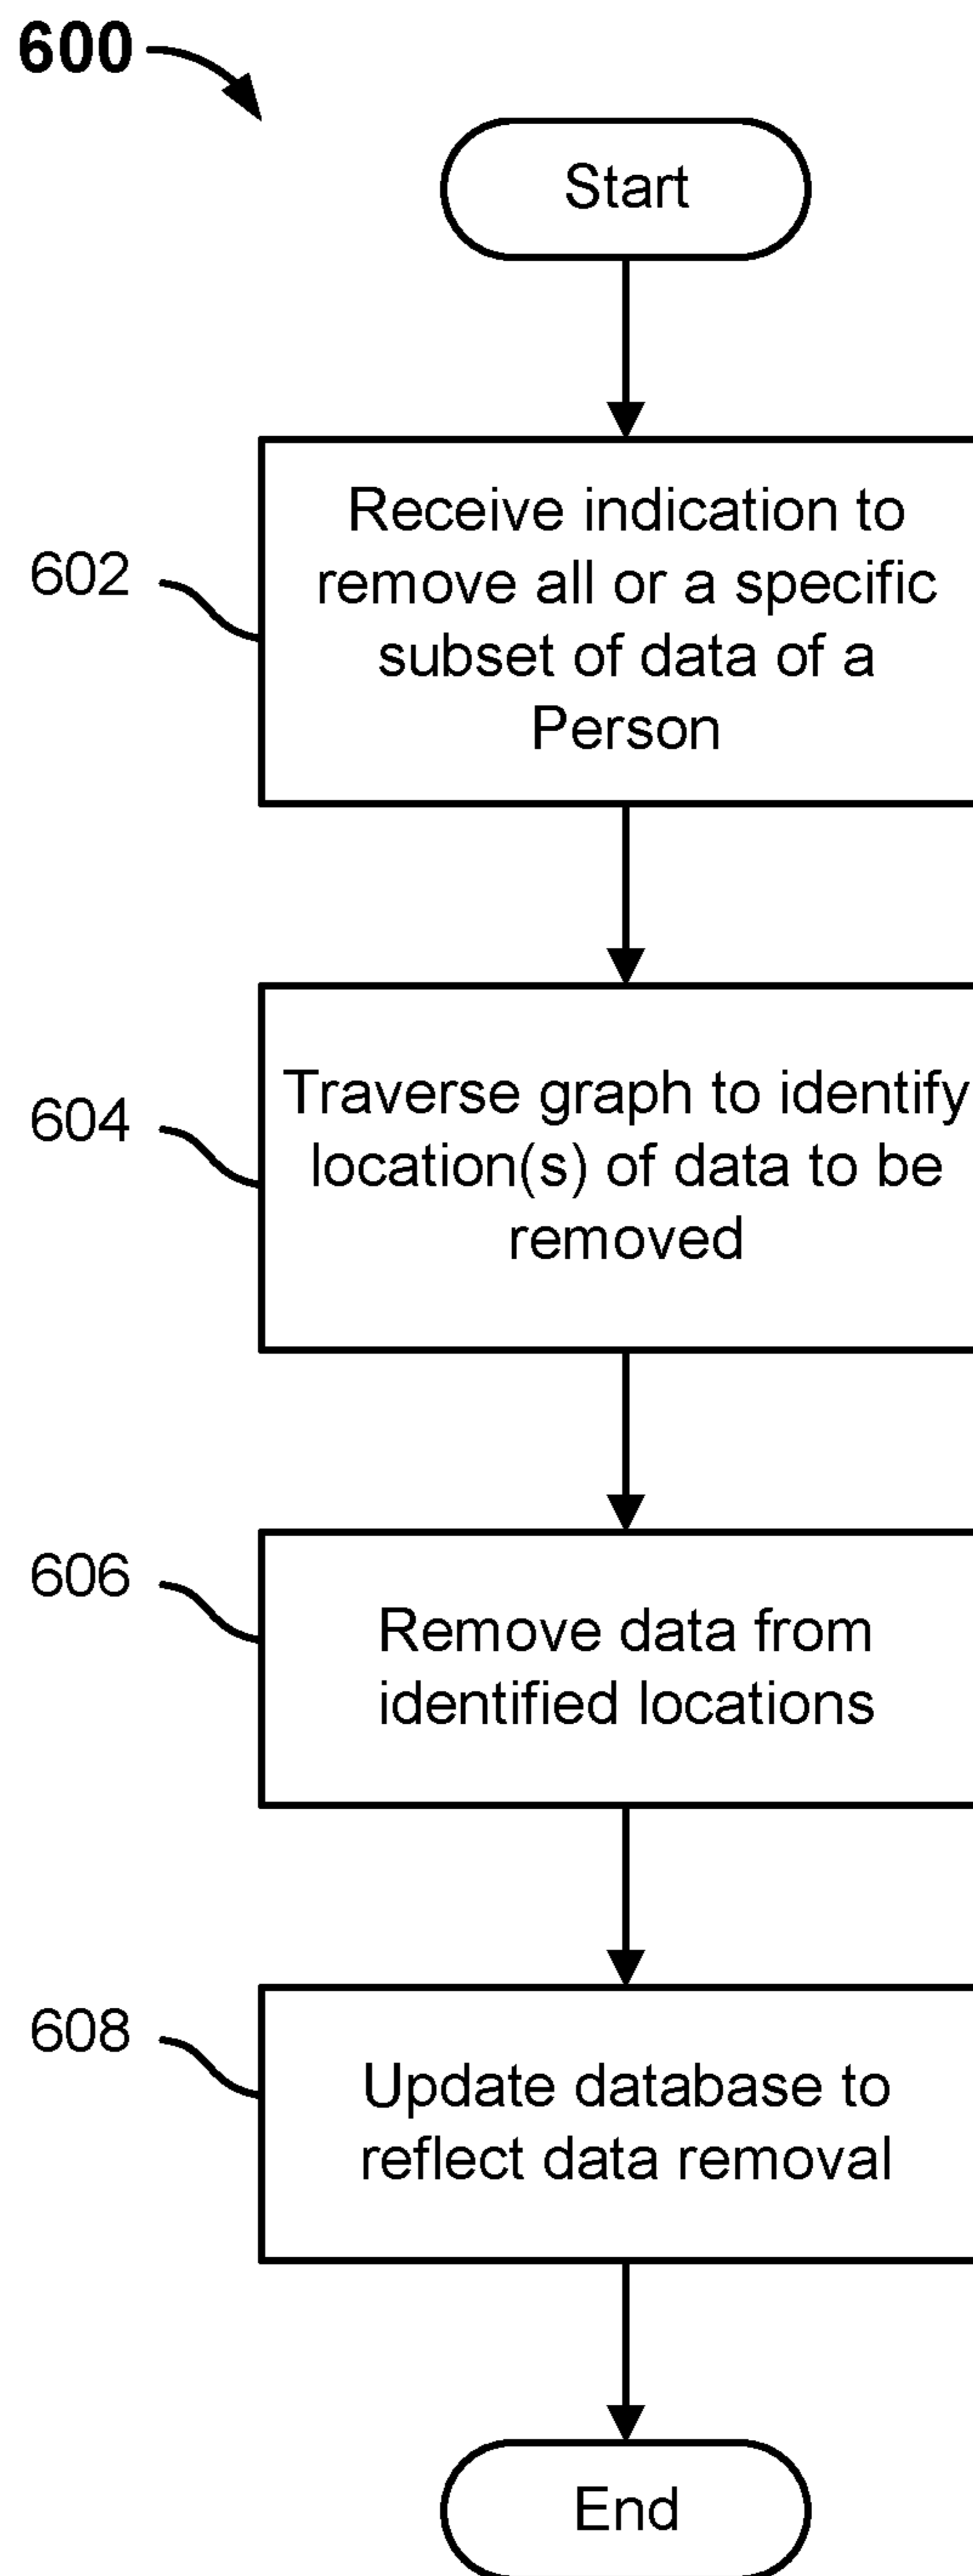 600
Start
602
Receive indication to
remove all or a specific
subset of data of a
Person
604
Traverse graph to identify
location(s) of data to be
removed
606
Remove data from
identified locations
608
Update database to
reflect data removal
End